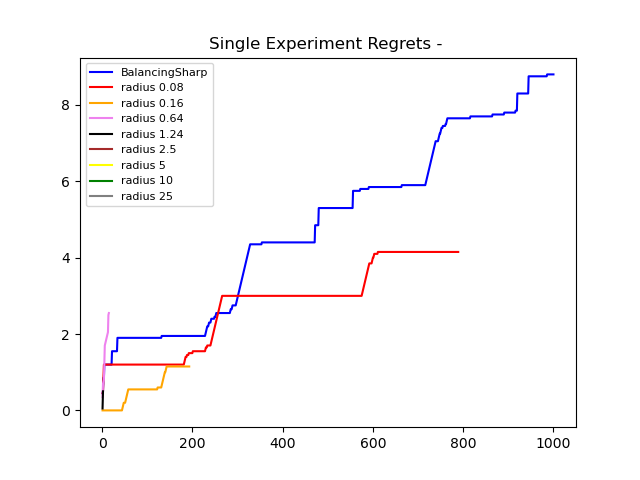 Single Experiment Regrets -
BalancingSharp
radius 0.08
radius 0.16
radius 0.64
radius 1.24
radius 2.5
radius 5
radius 10
radius 25
8
6
4
2
0
0 200 400 600 800 1000